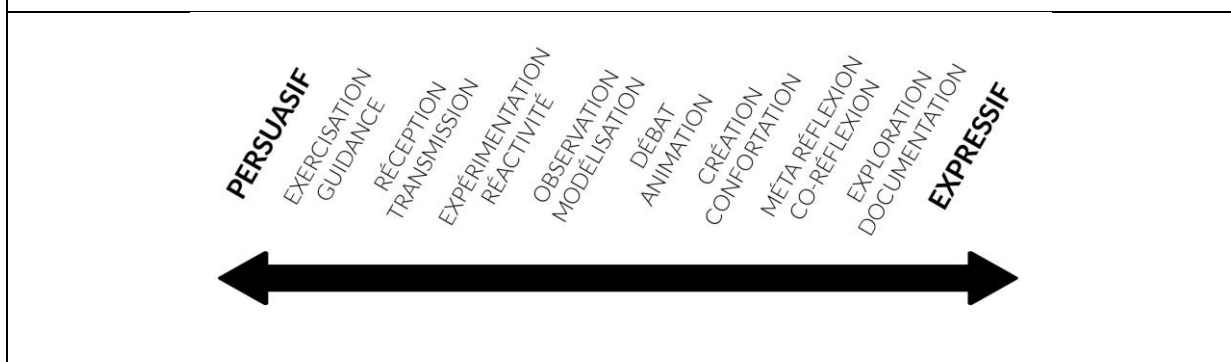 PERSUASIF
EXERCISATION
GUIDANCE
RÉCEPTION
TRANSMISSION
EXPÉRIMENTATION
RÉACTIVITÉ
OBSERVATION
MODÉLISATION
DÉBAT
ANIMATION
CRÉATION
CONFORTATION
MÉTA RÉFLEXION
CO-RÉFLEXION
EXPLORATION
DOCUMENTATION
EXPRESSIF